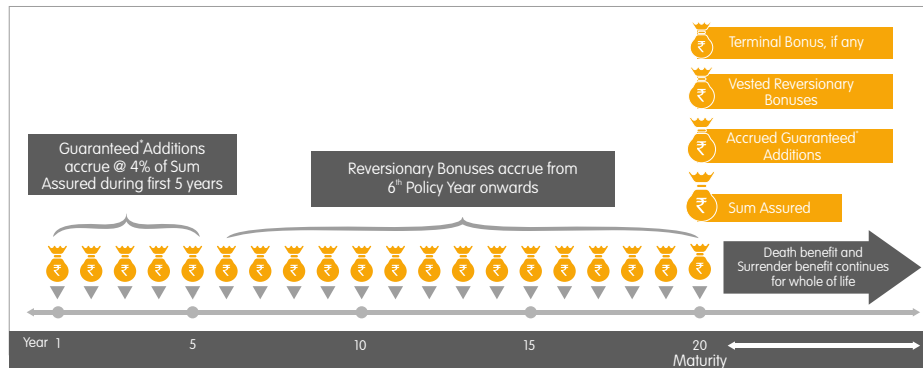 ₹ Terminal Bonus, if any
₹ Vested Reversionary
Bonuses
₹ Accrued Guaranteed*
Additions
₹ Sum Assured
Guaranteed*Additions
accrue @ 4% of Sum
Assured during first 5 years
Reversionary Bonuses accrue from
6th Policy Year onwards
₹ ₹ ₹ ₹ ₹ ₹ ₹ ₹ ₹ ₹ ₹ ₹ ₹ ₹ ₹ ₹ ₹ ₹ ₹ ₹
Death benefit and
Surrender benefit continues
for whole of life
Year 1 5 10 15 20
Maturity